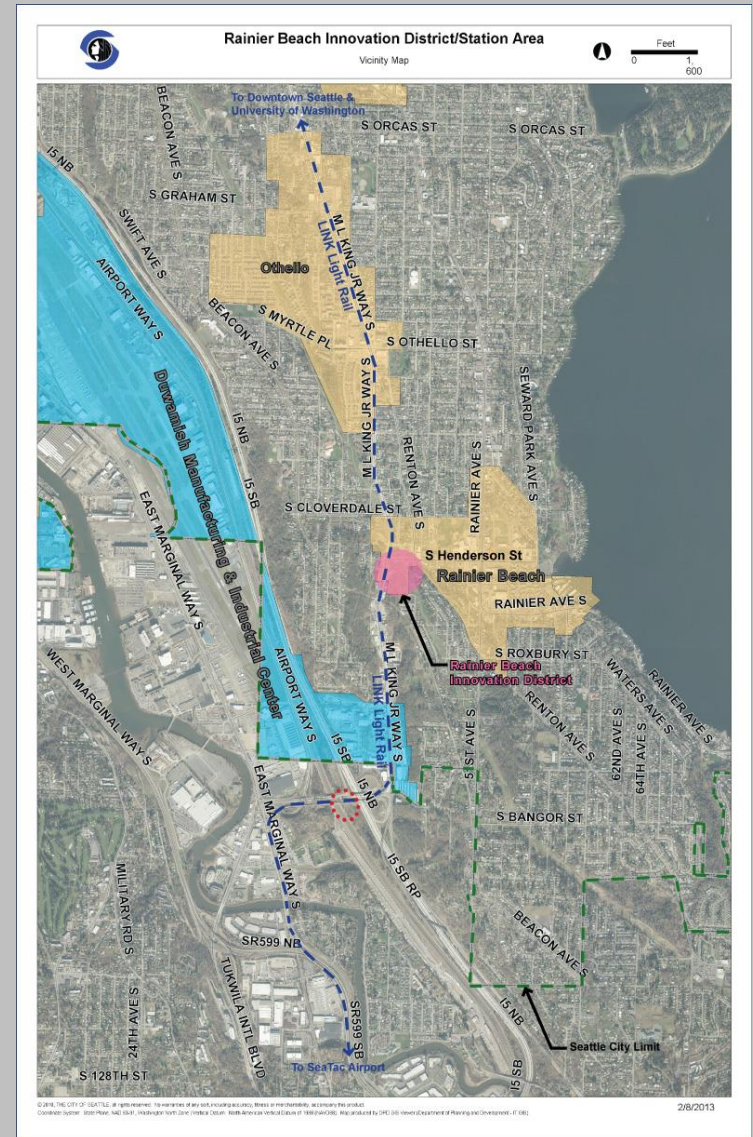 Rainier Beach Innovation District/Station Area
Vicinity Map
Feet
0 1,
600
To Downtown Seattle &
University of Washington
BEACON AVE S
S ORCAS ST
S ORCAS ST
I5 NB
S GRAHAM ST
SWIFT AVE S
AIRPORT WAY S
Othello
M L KING JR WAY S
LINK Light Rail
BEACON AVE S
S MYRTLE PL
S OTHELLO ST
Duwamish Manufacturing & Industrial Center
M L KING JR WAY S
SEWARD PARK AVE S
I5 NB
I5 SB
RENTON AVE S
RAINIER AVE S
S CLOVERDALE ST
EAST MARGINAL WAY S
S Henderson St
Rainier Beach
RAINIER AVE S
WEST MARGINAL WAY S
AIRPORT WAY S
M L KING JR WAY S
LINK Light Rail
S ROXBURY ST
Rainier Beach
Innovation District
RENTON AVE S
WATERS AVE S
RAINIER AVE S
51ST AVE S
62ND AVE S
64TH AVE S
I5 SB
I5 NB
EAST MARGINAL WAY S
S BANGOR ST
I5 SB RP
MILITARY RD S
BEACON AVE S
SR599 NB
TUKWILA INTL BLVD
24TH AVE S
SR599 SB
I5 NB
Seattle City Limit
To SeaTac Airport
S 128TH ST
I5 SB
2/8/2013